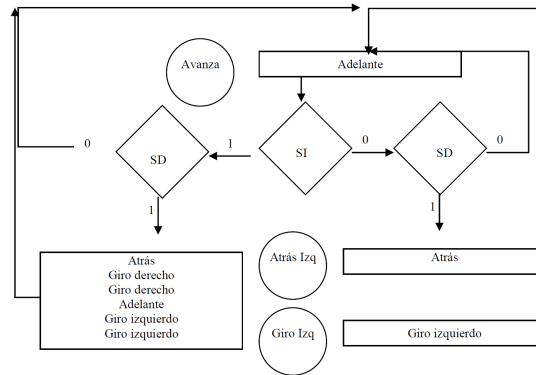 Avanza
Adelante
0
SD
1
SI
0
SD
0
1
1
Atrás
Giro derecho
Giro derecho
Adelante
Giro izquierdo
Giro izquierdo
Atrás Izq
Atrás
Giro Izq
Giro izquierdo